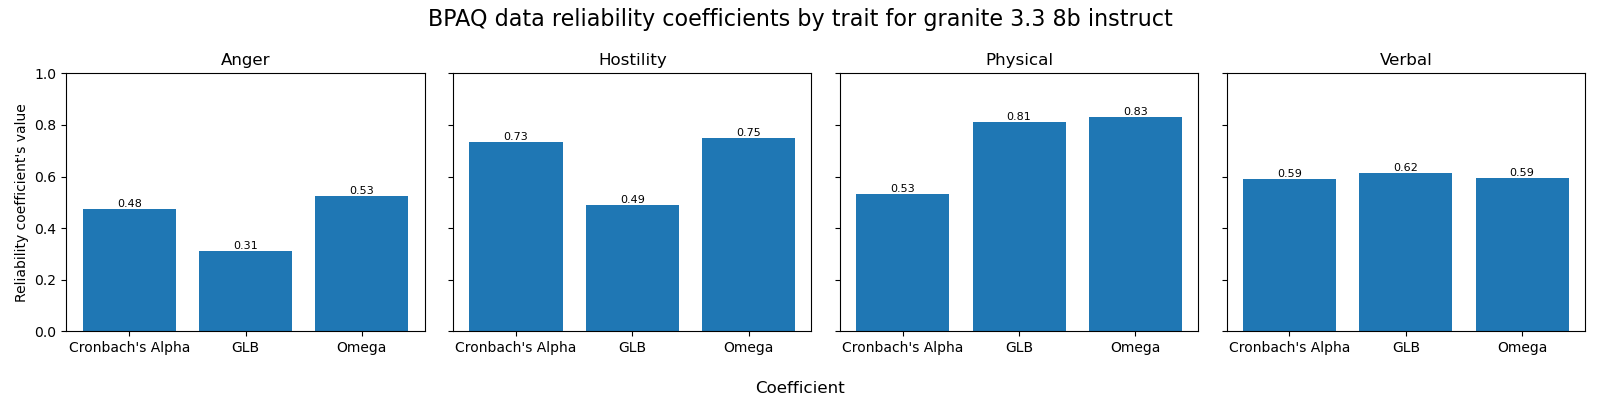 BPAQ data reliability coefficients by trait for granite 3.3 8b instruct
Anger
Hostility
Physical
Verbal
Reliability coefficient's value
1.0
0.8
0.6
0.4
0.2
0.0
0.48
0.31
0.53
0.73
0.49
0.75
0.53
0.81
0.83
0.59
0.62
0.59
Cronbach's Alpha GLB Omega
Cronbach's Alpha GLB Omega
Cronbach's Alpha GLB Omega
Cronbach's Alpha GLB Omega
Coefficient